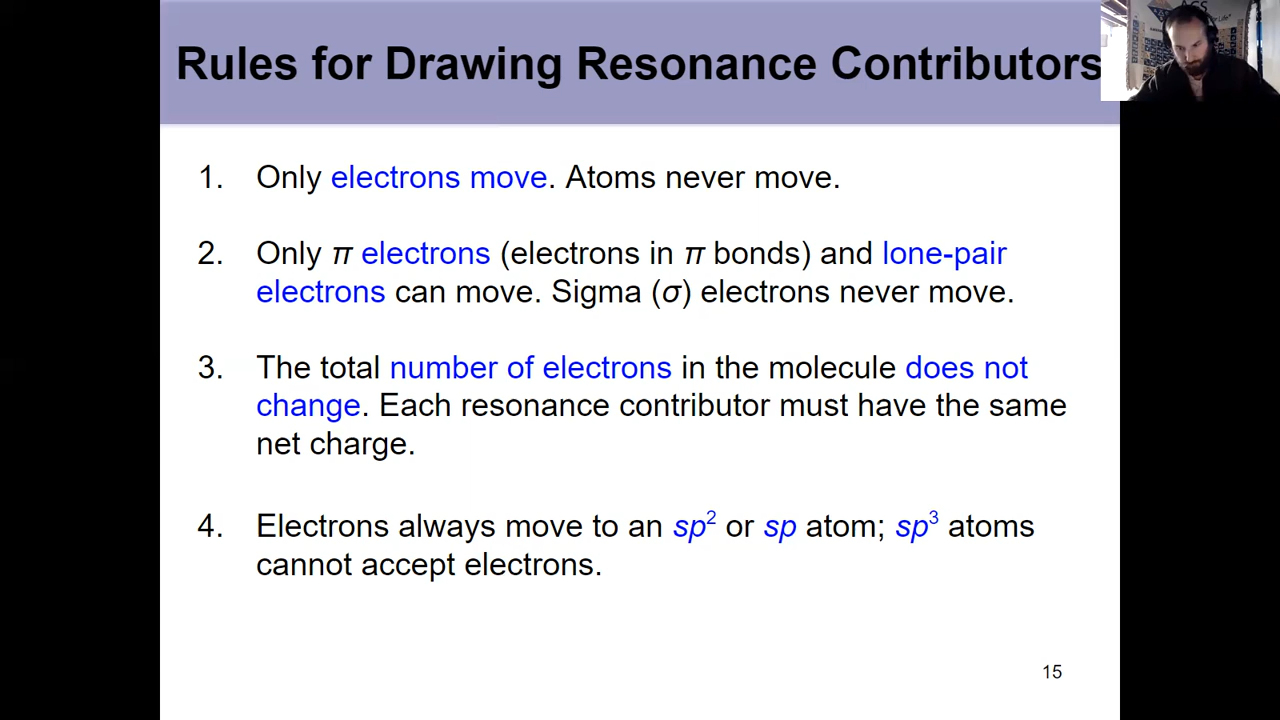 Rules for Drawing Resonance Contributors
1. Only electrons move. Atoms never move.
2. Only π electrons (electrons in π bonds) and lone-pair
electrons can move. Sigma (σ) electrons never move.
3. The total number of electrons in the molecule does not
change. Each resonance contributor must have the same
net charge.
4. Electrons always move to an sp² or sp atom; sp³ atoms
cannot accept electrons.
15
ACS